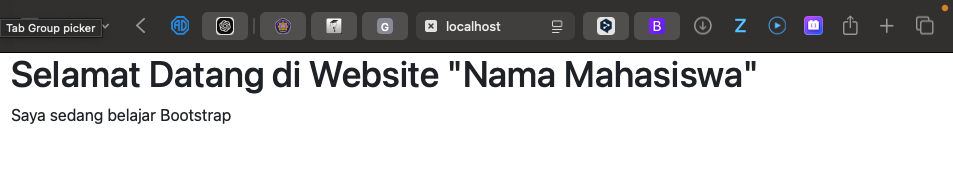 Tab Group picker
localhost
Selamat Datang di Website "Nama Mahasiswa"
Saya sedang belajar Bootstrap